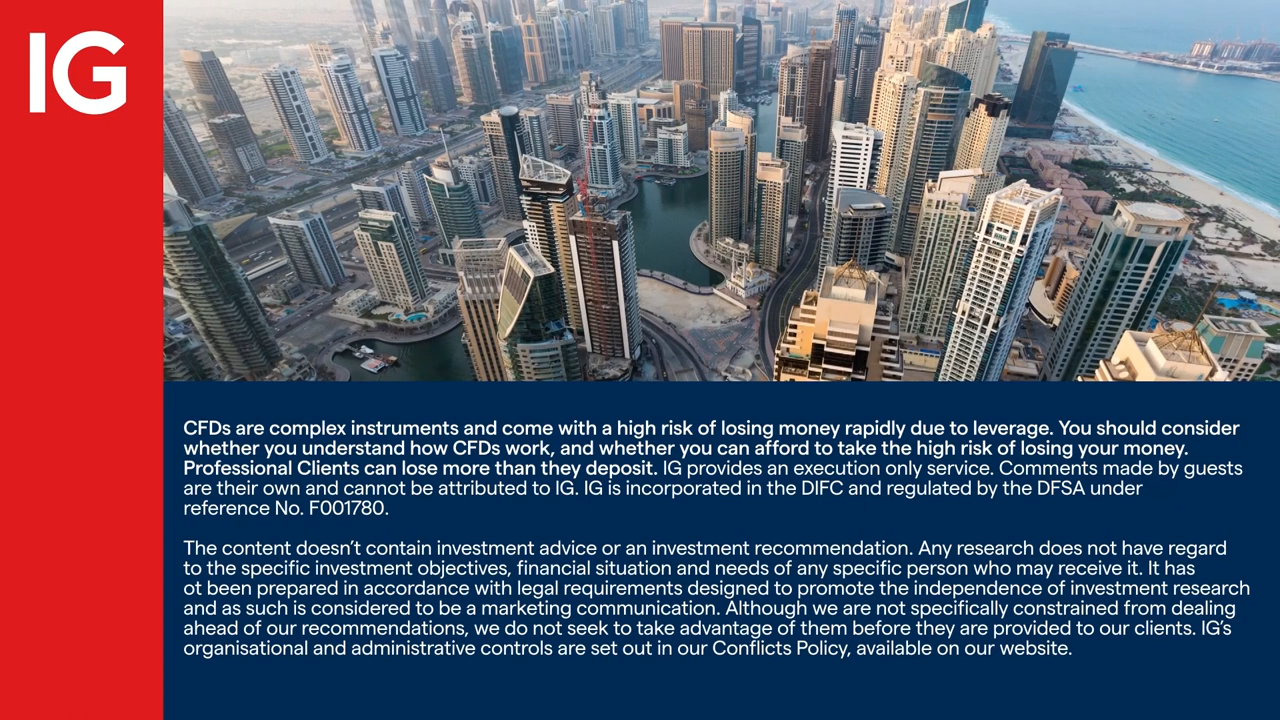 IG
CFDs are complex instruments and come with a high risk of losing money rapidly due to leverage. You should consider
whether you understand how CFDs work, and whether you can afford to take the high risk of losing your money.
Professional Clients can lose more than they deposit. IG provides an execution only service. Comments made by guests
are their own and cannot be attributed to IG. IG is incorporated in the DIFC and regulated by the DFSA under
reference No. F001780.
The content doesn't contain investment advice or an investment recommendation. Any research does not have regard
to the specific investment objectives, financial situation and needs of any specific person who may receive it. It has
ot been prepared in accordance with legal requirements designed to promote the independence of investment research
and as such is considered to be a marketing communication. Although we are not specifically constrained from dealing
ahead of our recommendations, we do not seek to take advantage of them before they are provided to our clients. IG's
organisational and administrative controls are set out in our Conflicts Policy, available on our website.